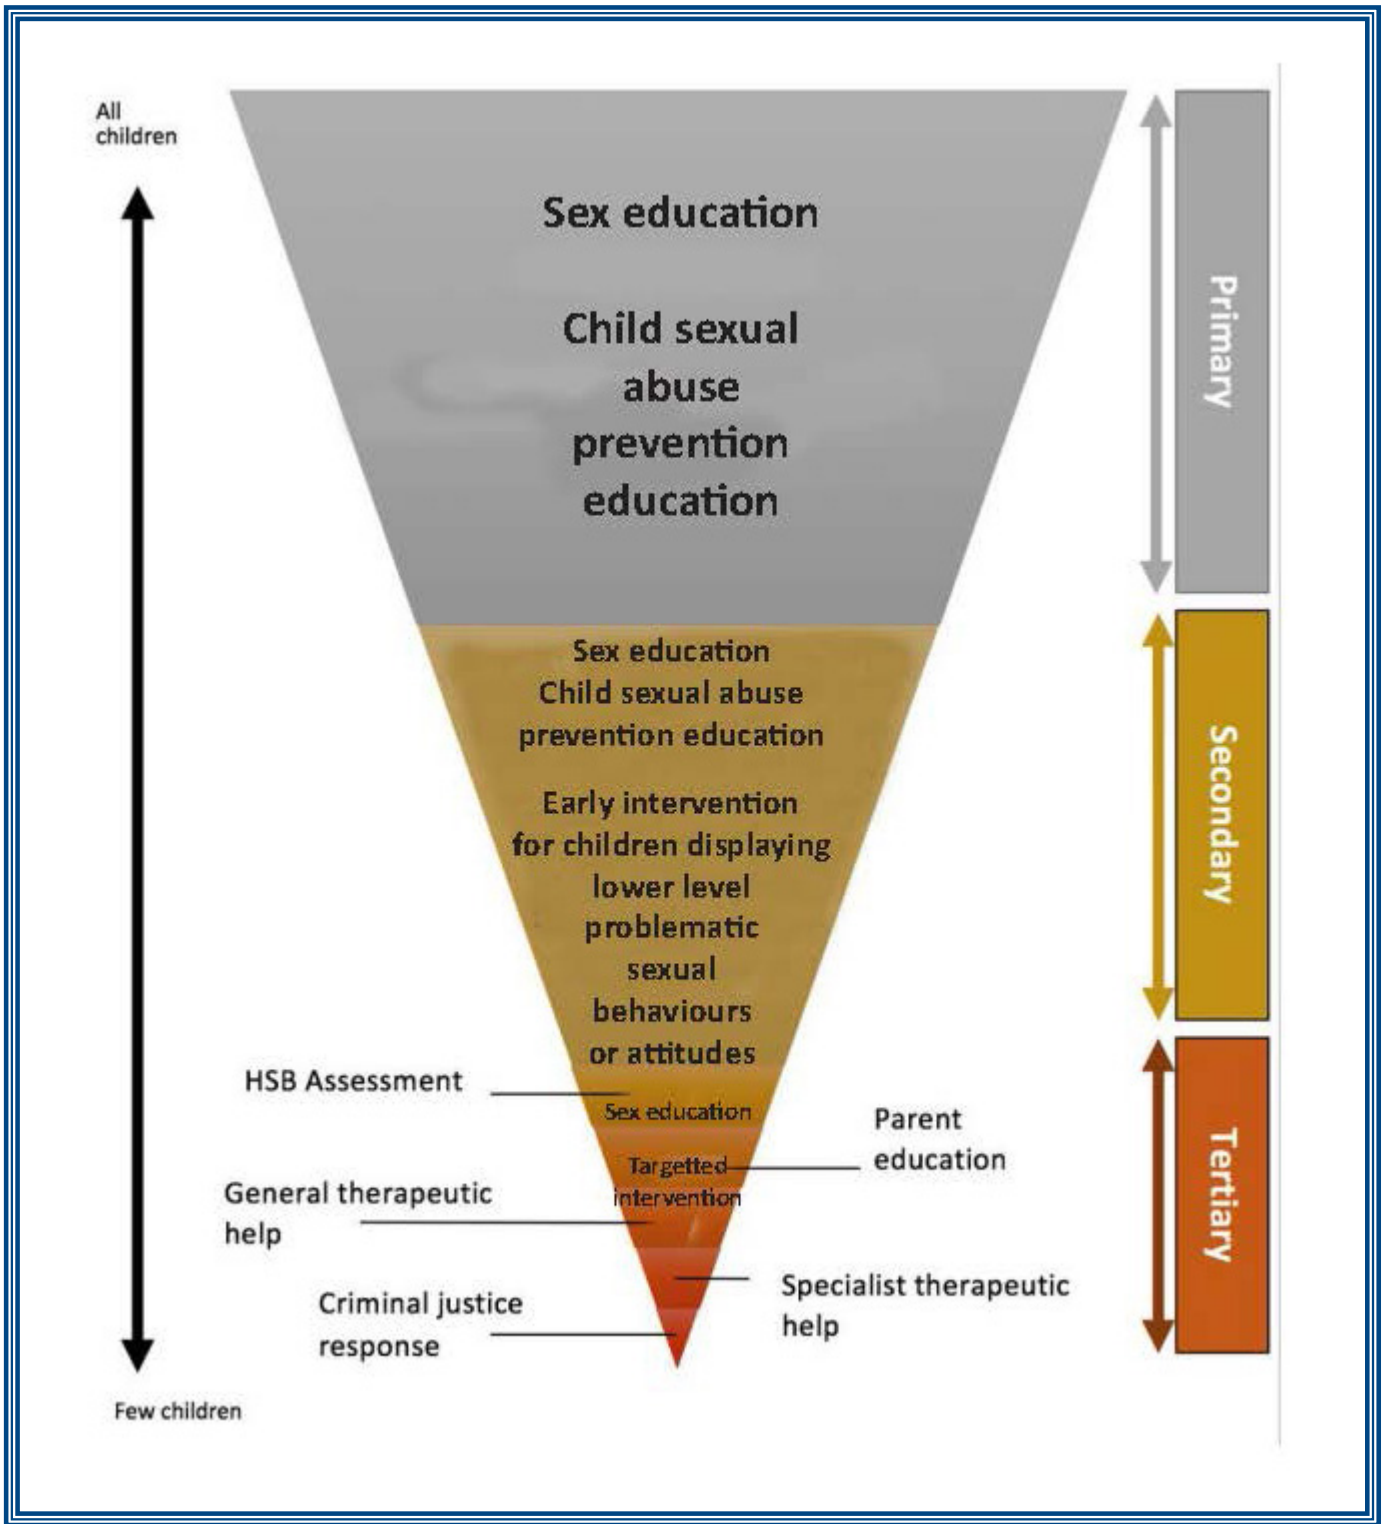 All
children
Sex education
Child sexual
abuse
prevention
education
Primary
Sex education
Child sexual abuse
prevention education
Early intervention
for children displaying
lower level
problematic
sexual
behaviours
or attitudes
Secondary
HSB Assessment
Sex education
Parent
education
Targetted
intervention
General therapeutic
help
Tertiary
Specialist therapeutic
help
Criminal justice
response
Few children